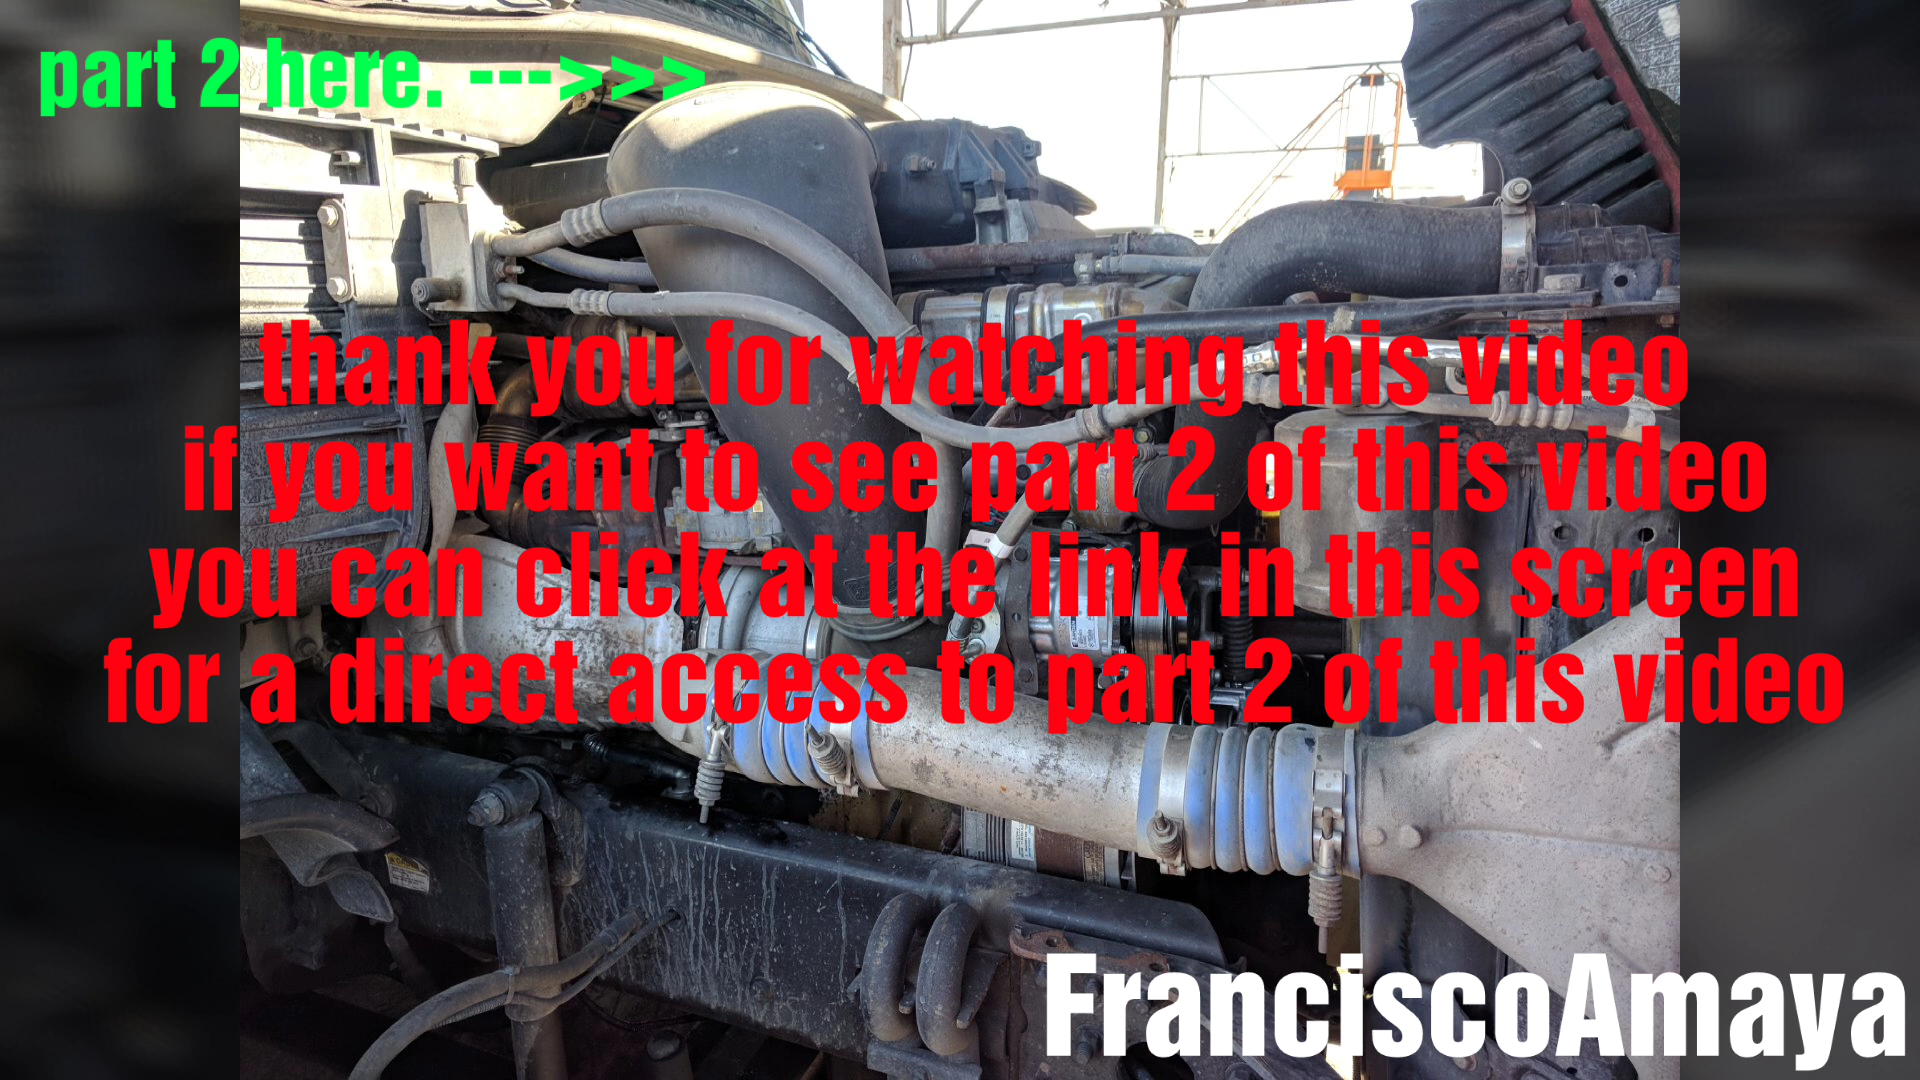 part 2 here. --->>>
thank you for watching this video
if you want to see part 2 of this video
you can click at the link in this screen
for a direct access to part 2 of this video
FranciscoAmaya